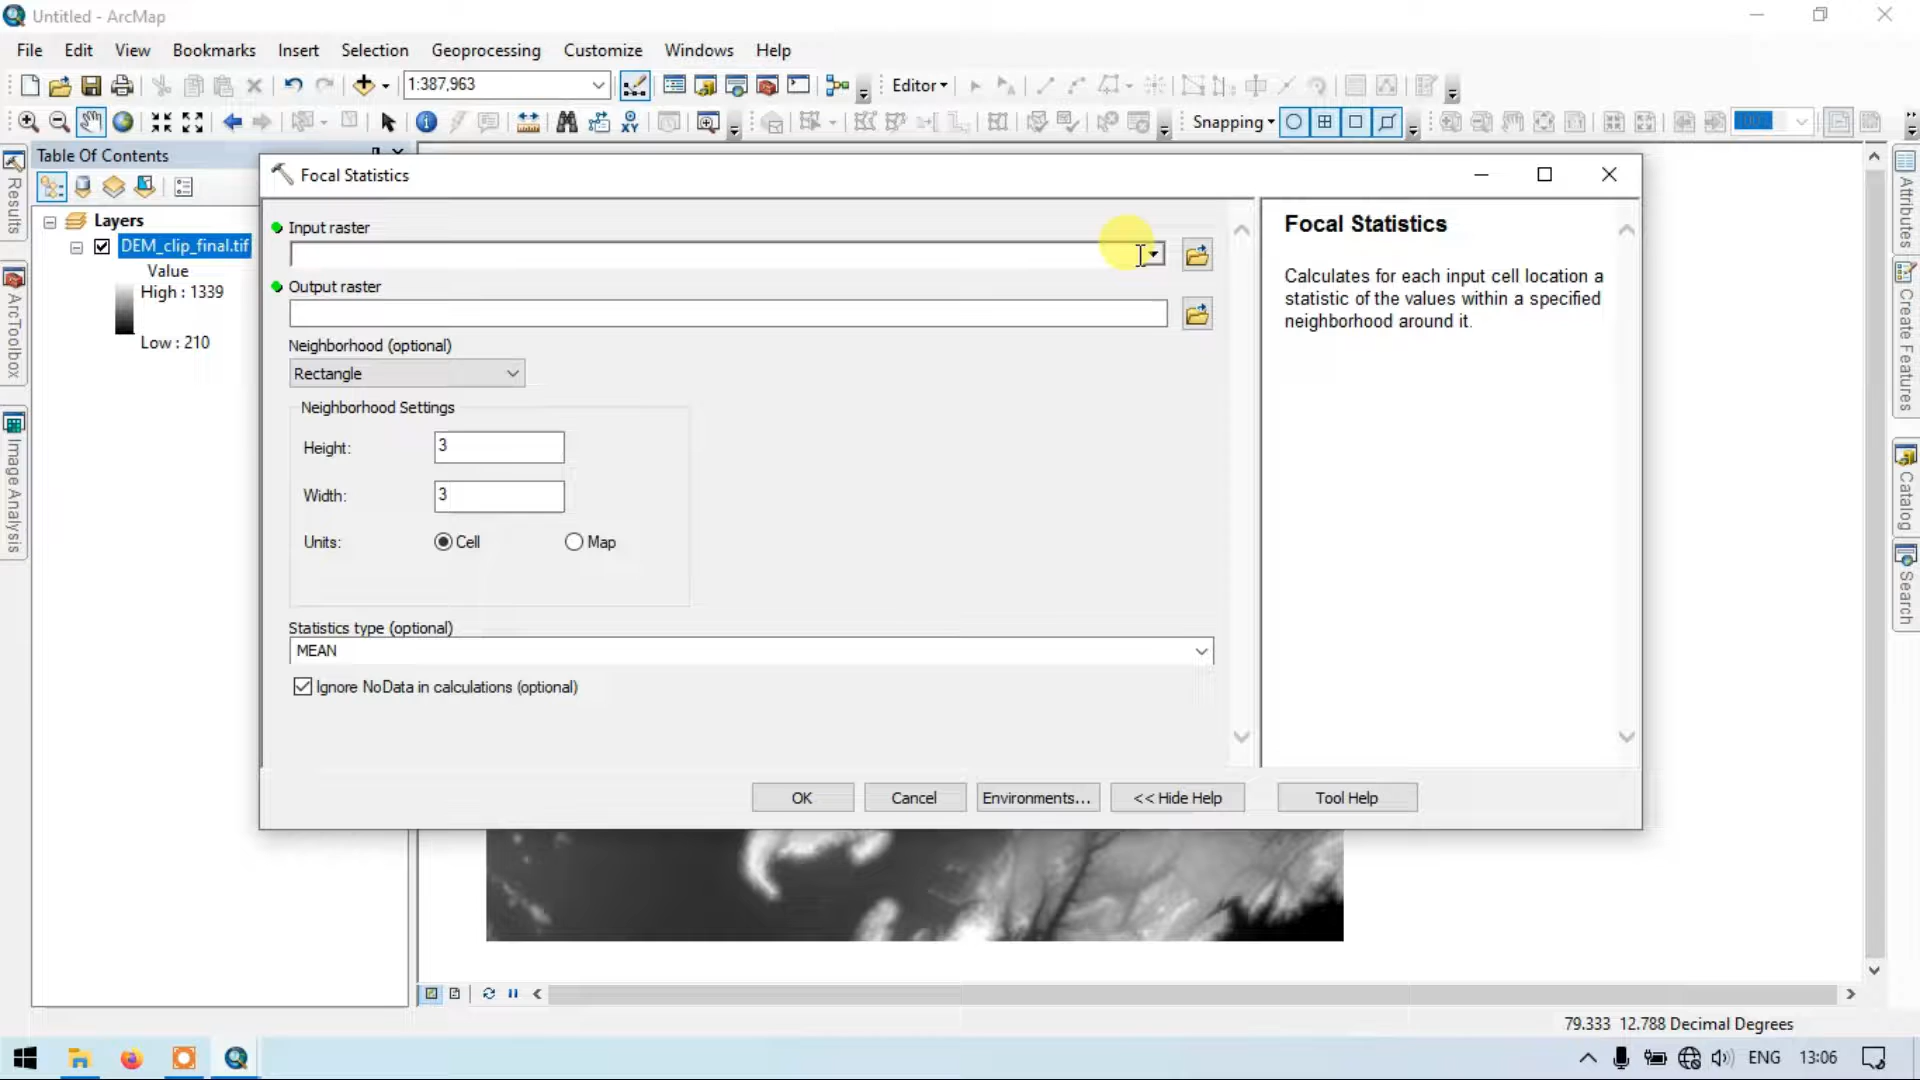 Untitled - ArcMap
File Edit View Bookmarks Insert Selection Geoprocessing Customize Windows Help
1:387,963
Editor
Snapping
Table Of Contents
Results
ArcToolbox
Image Analysis
Layers
DEM_clip_final.tif
Value
High : 1339
Low : 210
Focal Statistics
Input raster
Output raster
Neighborhood (optional)
Rectangle
Neighborhood Settings
Height: 3
Width: 3
Units: Cell Map
Statistics type (optional)
MEAN
Ignore NoData in calculations (optional)
OK Cancel Environments... << Hide Help Tool Help
Focal Statistics
Calculates for each input cell location a
statistic of the values within a specified
neighborhood around it.
Attributes
Create Features
Catalog
Search
79.333 12.788 Decimal Degrees
ENG 13:06